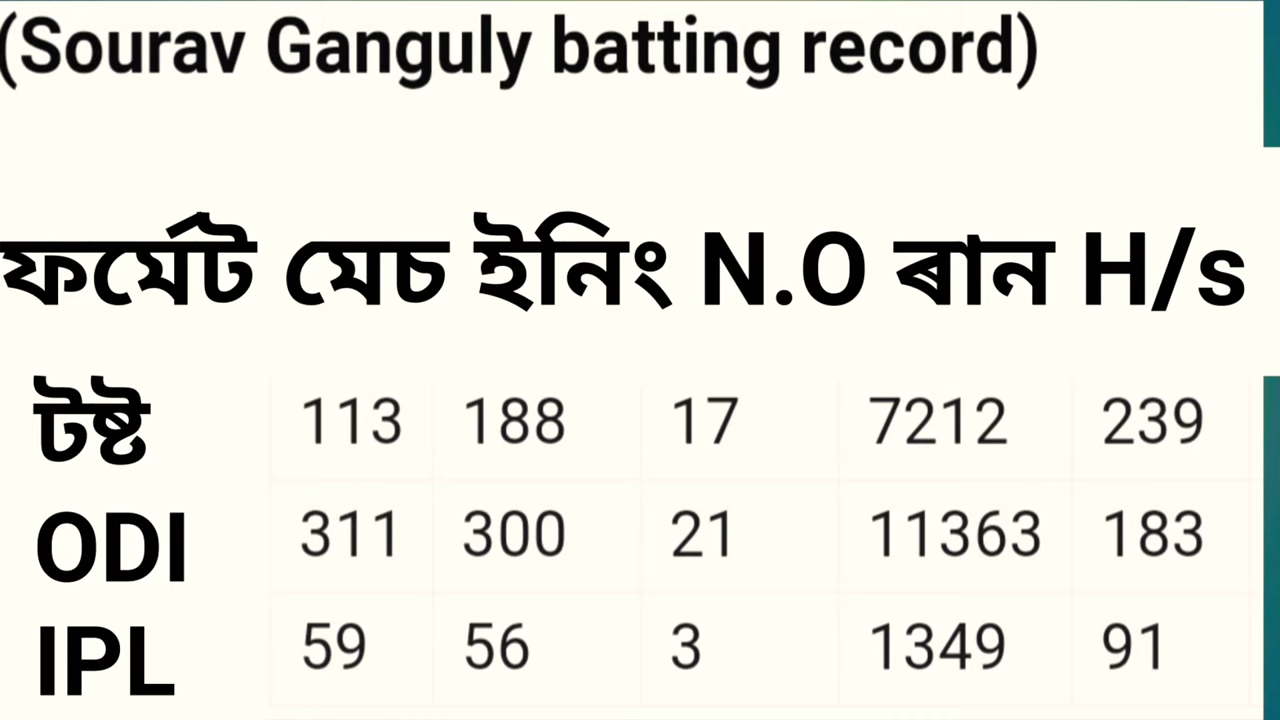 (Sourav Ganguly batting record)
ফৰ্মেট মেচ ইনিং N.O ৰান H/s
টষ্ট 113 188 17 7212 239
ODI 311 300 21 11363 183
IPL 59 56 3 1349 91